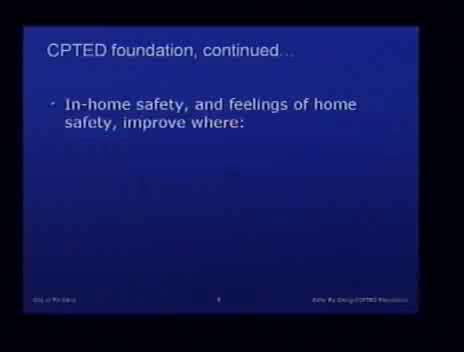 CPTED foundation, continued...
In-home safety, and feelings of home
safety, improve where: